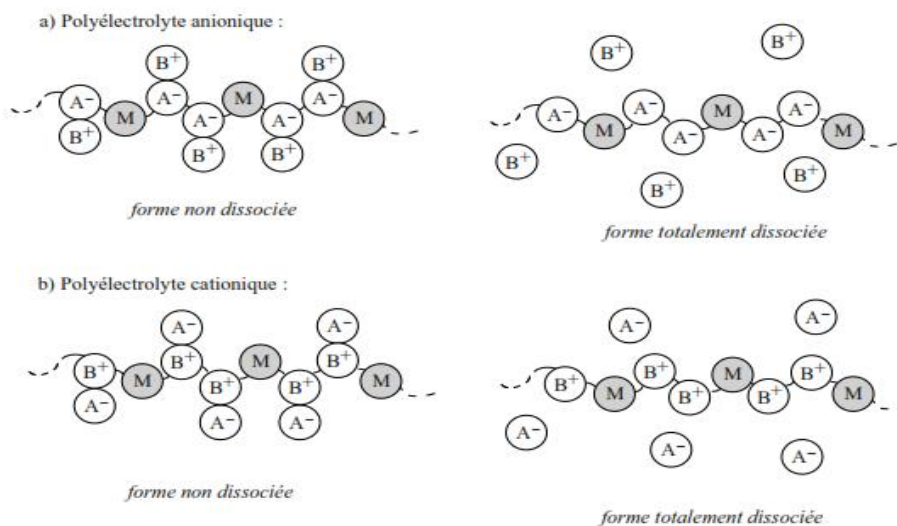 a) Polyélectrolyte anionique :
B⁺ B⁺ B⁺ B⁺
A⁻ M A⁻ A⁻ M A⁻ A⁻ M A⁻ M A⁻ A⁻ M A⁻ A⁻ M
B⁺ B⁺ B⁺ B⁺ B⁺ B⁺
forme non dissociée
forme totalement dissociée
b) Polyélectrolyte cationique :
A⁻ A⁻ A⁻ A⁻
B⁺ M B⁺ B⁺ M B⁺ B⁺ M B⁺ M B⁺ B⁺ M B⁺ B⁺ M
A⁻ A⁻ A⁻ A⁻ A⁻ A⁻
forme non dissociée
forme totalement dissociée